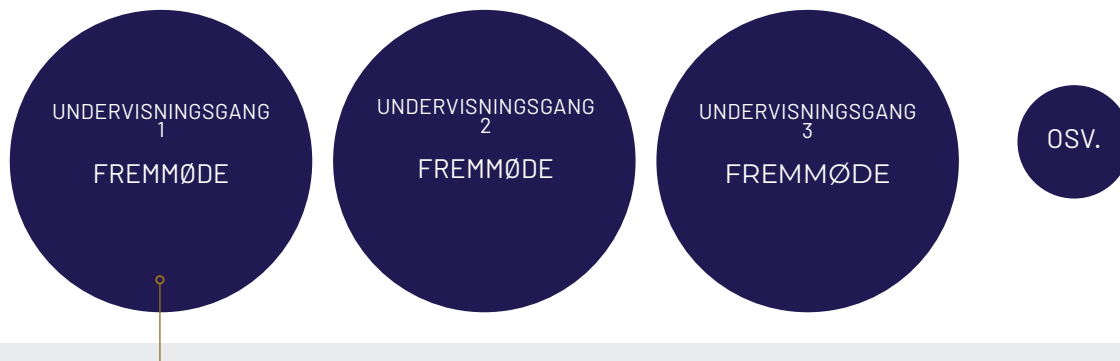 UNDERVISNINGSGANG
1
FREMMØDE
UNDERVISNINGSGANG
2
FREMMØDE
UNDERVISNINGSGANG
3
FREMMØDE
OSV.